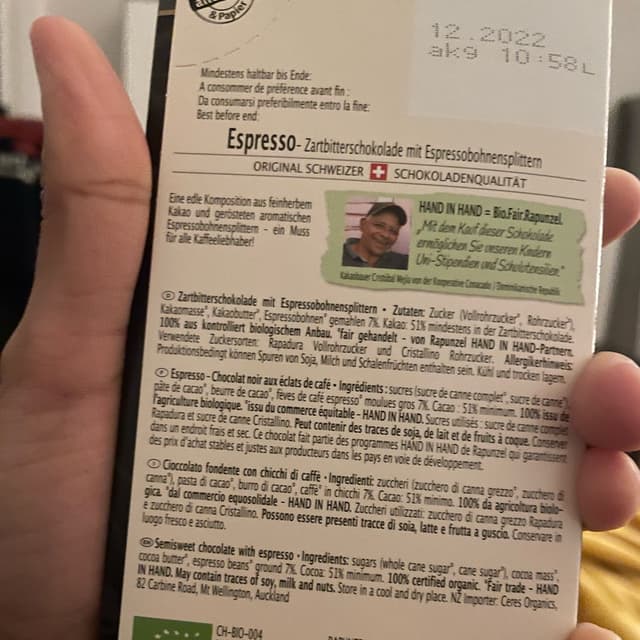 & Papier
12.2022
akg 10:58L
Mindestens haltbar bis Ende:
A consommer de préférence avant fin :
Da consumarsi preferibilmente entro la fine:
Best before end:
Espresso- Zartbitterschokolade mit Espressobohnensplittern
ORIGINAL SCHWEIZER SCHOKOLADENQUALITÄT
Eine edle Komposition aus feinherbem
Kakao und gerösteten aromatischen
Espressobohnensplittern - ein Muss
für alle Kaffeeliebhaber!
HAND IN HAND = Bio.Fair.Rapunzel.
„Mit dem Kauf dieser Schokolade
ermöglichen Sie unseren Kindern
Uni-Stipendien und Schulutensilien."
Kakaobauer Cristóbal Mejía von der Kooperative Conacado / Dominikanische Republik
D Zartbitterschokolade mit Espressobohnensplittern • Zutaten: Zucker (Vollrohrzucker*, Rohrzucker*),
Kakaomasse*, Kakaobutter*, Espressobohnen* gemahlen 7%. Kakao: 51% mindestens in der Zartbitterschokolade.
100% aus kontrolliert biologischem Anbau. *fair gehandelt - von Rapunzel HAND IN HAND-Partnern.
Verwendete Zuckersorten: Rapadura Vollrohrzucker und Cristallino Rohrzucker. Allergikerhinweis:
Produktionsbedingt können Spuren von Soja, Milch und Schalenfrüchten enthalten sein. Kühl und trocken lagern.
F Espresso - Chocolat noir aux éclats de café • Ingrédients : sucres (sucre de canne complet*, sucre de canne*),
pâte de cacao*, beurre de cacao*, fèves de café espresso* moulues gros 7%. Cacao : 51% minimum. 100% issu de
l'agriculture biologique. *issu du commerce équitable - HAND IN HAND. Sucres utilisés : sucre de canne complet
Rapadura et sucre de canne Cristallino. Peut contenir des traces de soja, de lait et de fruits à coque. Conserver
dans un endroit frais et sec. Ce chocolat fait partie des programmes HAND IN HAND de Rapunzel qui garantissent
des prix d'achat stables et justes aux producteurs dans les pays en voie de développement.
I Cioccolato fondente con chicchi di caffè • Ingredienti: zuccheri (zucchero di canna grezzo*, zucchero di
canna*), pasta di cacao*, burro di cacao*, caffè* in chicchi 7%. Cacao: 51% minimo. 100% da agricoltura biolo-
gica. *dal commercio equosolidale - HAND IN HAND. Zuccheri utilizzati: zucchero di canna grezzo Rapadura
e zucchero di canna Cristallino. Possono essere presenti tracce di soia, latte e frutta a guscio. Conservare in
luogo fresco e asciutto.
EN Semisweet chocolate with espresso • Ingredients: sugars (whole cane sugar*, cane sugar*), cocoa mass*,
cocoa butter*, espresso beans* ground 7%. Cocoa: 51% minimum. 100% certified organic. *Fair trade - HAND
IN HAND. May contain traces of soy, milk and nuts. Store in a cool and dry place. NZ Importer: Ceres Organics,
82 Carbine Road, Mt Wellington, Auckland
CH-BIO-004